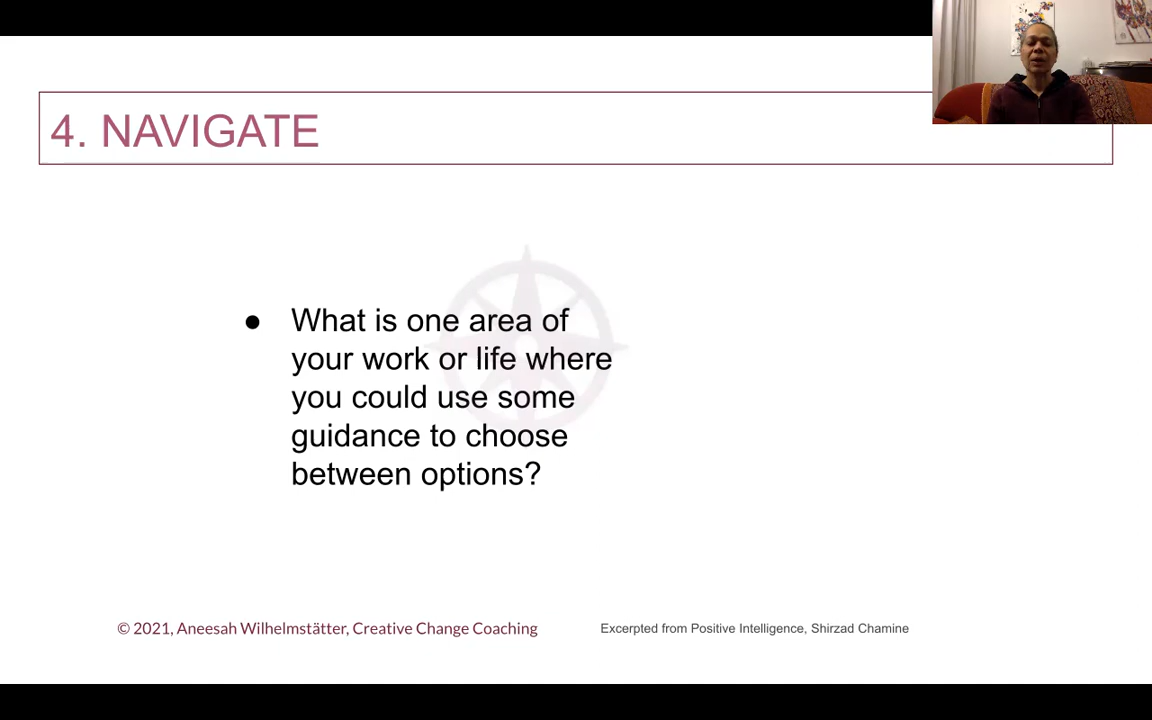 4. NAVIGATE
● What is one area of
your work or life where
you could use some
guidance to choose
between options?
© 2021, Aneesah Wilhelmstätter, Creative Change Coaching
Excerpted from Positive Intelligence, Shirzad Chamine